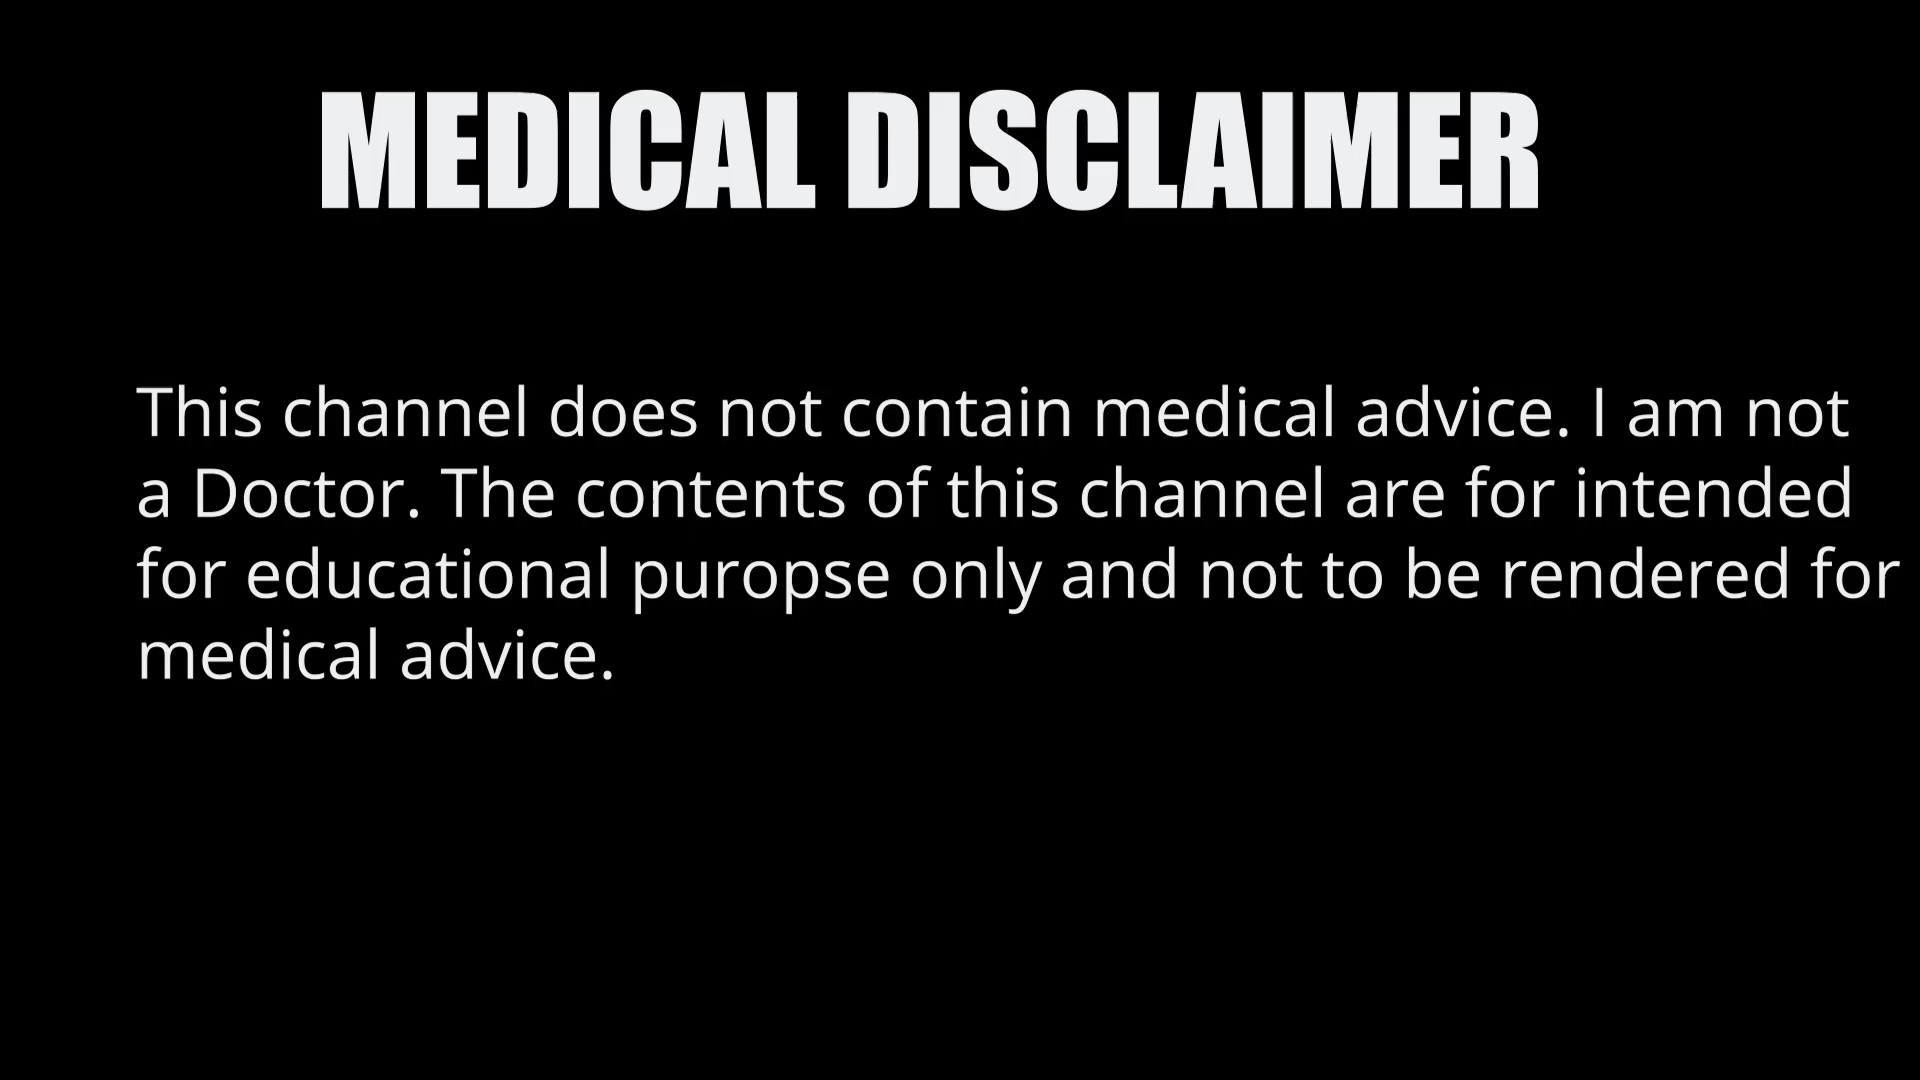 MEDICAL DISCLAIMER
This channel does not contain medical advice. I am not
a Doctor. The contents of this channel are for intended
for educational puropse only and not to be rendered for
medical advice.